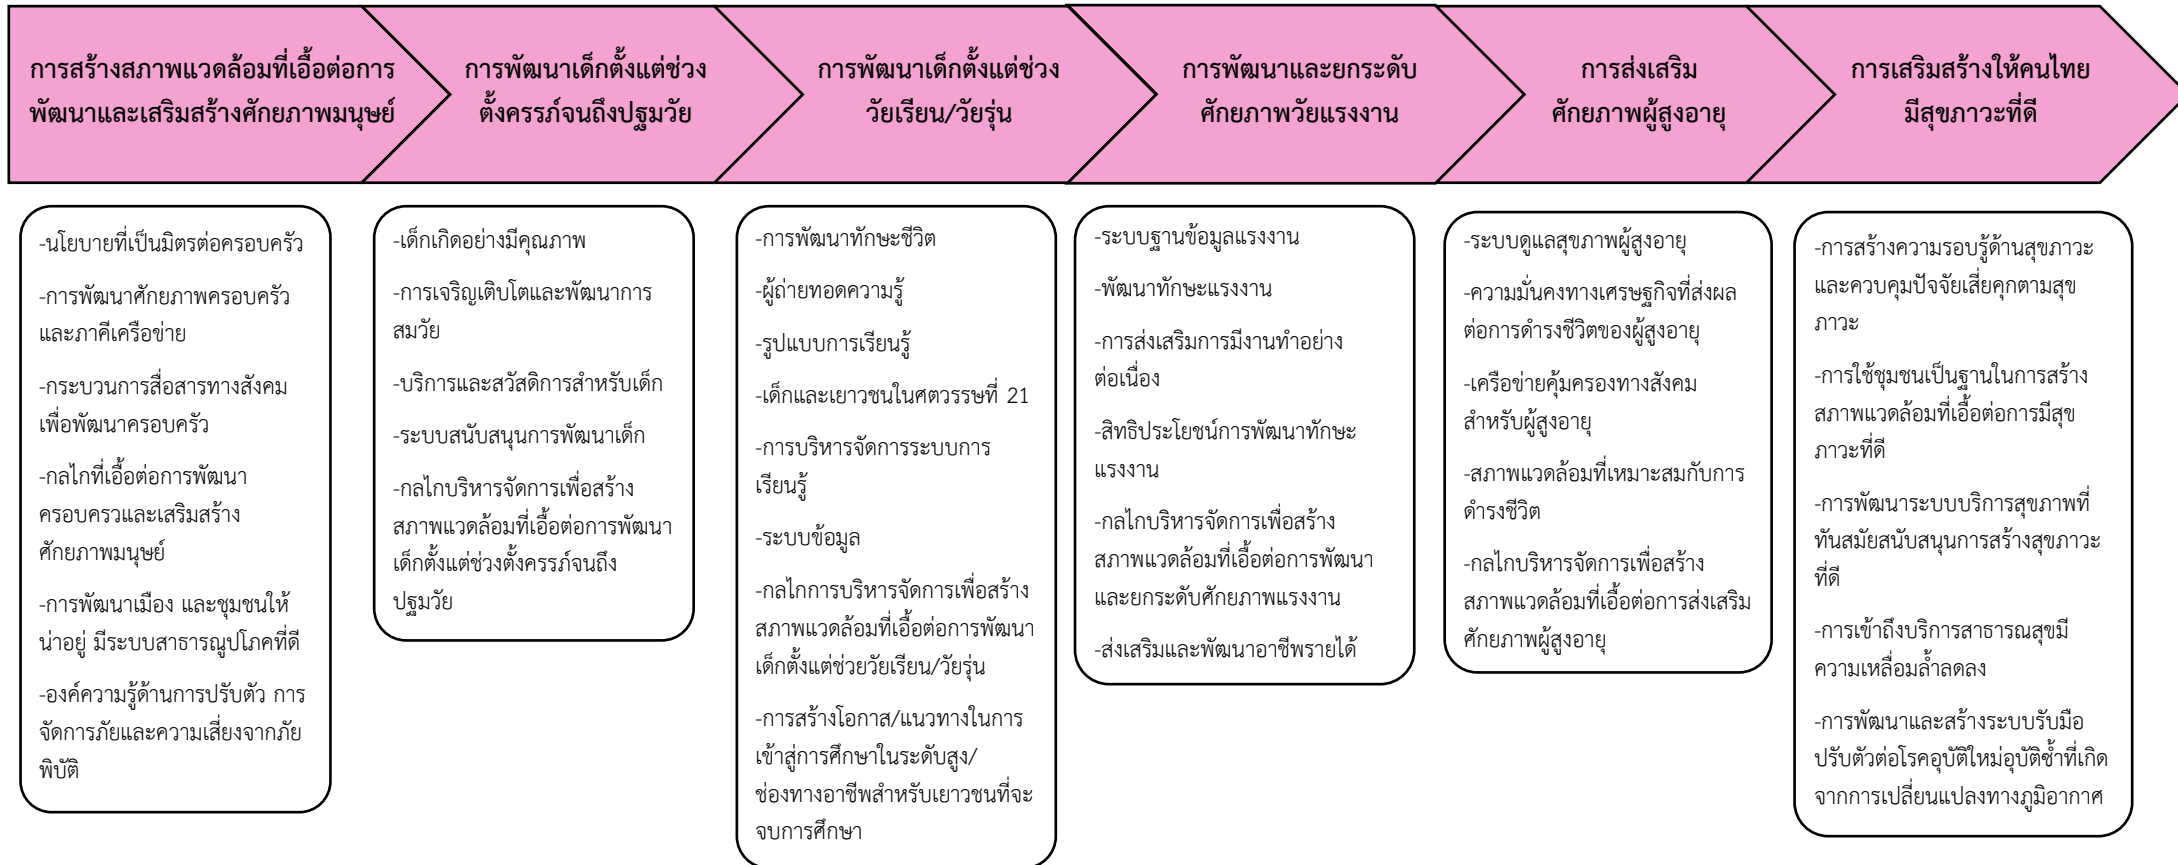 การสร้างสภาพแวดล้อมที่เอื้อต่อการ
พัฒนาและเสริมสร้างศักยภาพมนุษย์
การพัฒนาเด็กตั้งแต่ช่วง
ตั้งครรภ์จนถึงปฐมวัย
การพัฒนาเด็กตั้งแต่ช่วง
วัยเรียน/วัยรุ่น
การพัฒนาและยกระดับ
ศักยภาพวัยแรงงาน
การส่งเสริม
ศักยภาพผู้สูงอายุ
การเสริมสร้างให้คนไทย
มีสุขภาวะที่ดี
-นโยบายที่เป็นมิตรต่อครอบครัว
-การพัฒนาศักยภาพครอบครัว
และภาคีเครือข่าย
-กระบวนการสื่อสารทางสังคม
เพื่อพัฒนาครอบครัว
-กลไกที่เอื้อต่อการพัฒนา
ครอบครวและเสริมสร้าง
ศักยภาพมนุษย์
-การพัฒนาเมือง และชุมชนให้
น่าอยู่ มีระบบสาธารณูปโภคที่ดี
-องค์ความรู้ด้านการปรับตัว การ
จัดการภัยและความเสี่ยงจากภัย
พิบัติ
-เด็กเกิดอย่างมีคุณภาพ
-การเจริญเติบโตและพัฒนาการ
สมวัย
-บริการและสวัสดิการสำหรับเด็ก
-ระบบสนับสนุนการพัฒนาเด็ก
-กลไกบริหารจัดการเพื่อสร้าง
สภาพแวดล้อมที่เอื้อต่อการพัฒนา
เด็กตั้งแต่ช่วงตั้งครรภ์จนถึง
ปฐมวัย
-การพัฒนาทักษะชีวิต
-ผู้ถ่ายทอดความรู้
-รูปแบบการเรียนรู้
-เด็กและเยาวชนในศตวรรษที่ 21
-การบริหารจัดการระบบการ
เรียนรู้
-ระบบข้อมูล
-กลไกการบริหารจัดการเพื่อสร้าง
สภาพแวดล้อมที่เอื้อต่อการพัฒนา
เด็กตั้งแต่ช่วยวัยเรียน/วัยรุ่น
-การสร้างโอกาส/แนวทางในการ
เข้าสู่การศึกษาในระดับสูง/
ช่องทางอาชีพสำหรับเยาวชนที่จะ
จบการศึกษา
-ระบบฐานข้อมูลแรงงาน
-พัฒนาทักษะแรงงาน
-การส่งเสริมการมีงานทำอย่าง
ต่อเนื่อง
-สิทธิประโยชน์การพัฒนาทักษะ
แรงงาน
-กลไกบริหารจัดการเพื่อสร้าง
สภาพแวดล้อมที่เอื้อต่อการพัฒนา
และยกระดับศักยภาพแรงงาน
-ส่งเสริมและพัฒนาอาชีพรายได้
-ระบบดูแลสุขภาพผู้สูงอายุ
-ความมั่นคงทางเศรษฐกิจที่ส่งผล
ต่อการดำรงชีวิตของผู้สูงอายุ
-เครือข่ายคุ้มครองทางสังคม
สำหรับผู้สูงอายุ
-สภาพแวดล้อมที่เหมาะสมกับการ
ดำรงชีวิต
-กลไกบริหารจัดการเพื่อสร้าง
สภาพแวดล้อมที่เอื้อต่อการส่งเสริม
ศักยภาพผู้สูงอายุ
-การสร้างความรอบรู้ด้านสุขภาวะ
และควบคุมปัจจัยเสี่ยคุกตามสุข
ภาวะ
-การใช้ชุมชนเป็นฐานในการสร้าง
สภาพแวดล้อมที่เอื้อต่อการมีสุข
ภาวะที่ดี
-การพัฒนาระบบบริการสุขภาพที่
ทันสมัยสนับสนุนการสร้างสุขภาวะ
ที่ดี
-การเข้าถึงบริการสาธารณสุขมี
ความเหลื่อมล้ำลดลง
-การพัฒนาและสร้างระบบรับมือ
ปรับตัวต่อโรคอุบัติใหม่อุบัติซ้ำที่เกิด
จากการเปลี่ยนแปลงทางภูมิอากาศ